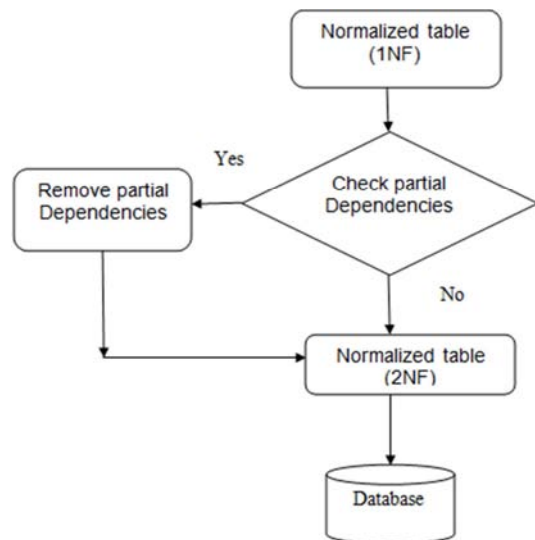 Normalized table
(1NF)
Yes
Check partial
Dependencies
Remove partial
Dependencies
No
Normalized table
(2NF)
Database